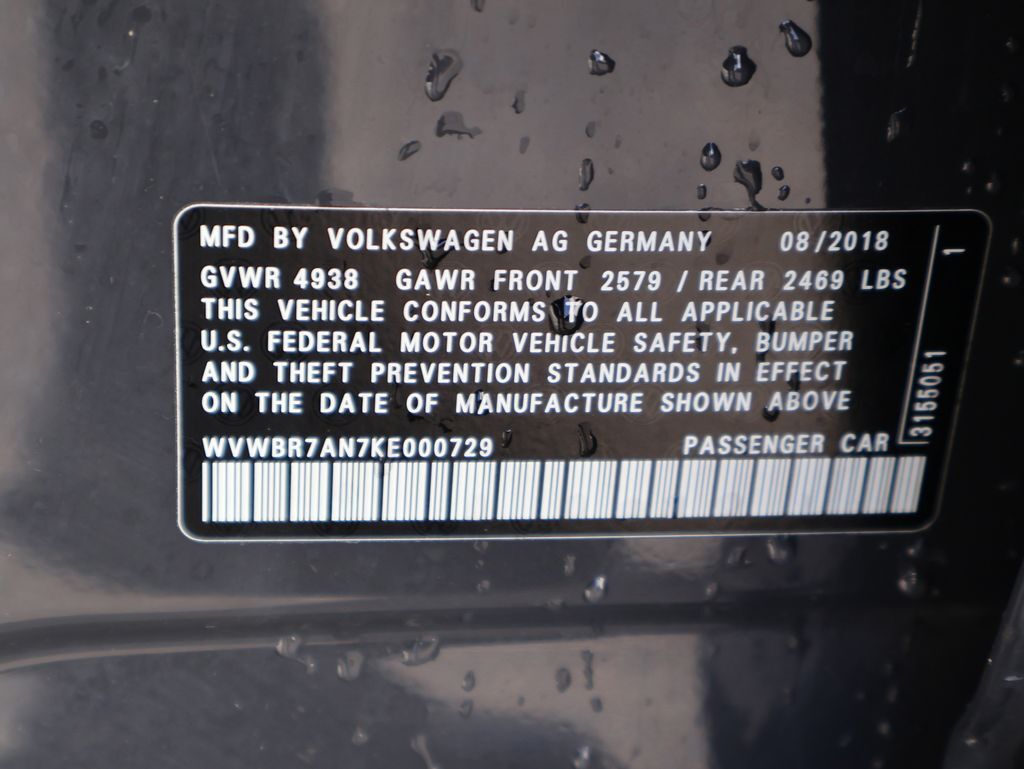 MFD BY VOLKSWAGEN AG GERMANY 08/2018
GVWR 4938 GAWR FRONT 2579 / REAR 2469 LBS
THIS VEHICLE CONFORMS TO ALL APPLICABLE
U.S. FEDERAL MOTOR VEHICLE SAFETY, BUMPER
AND THEFT PREVENTION STANDARDS IN EFFECT
ON THE DATE OF MANUFACTURE SHOWN ABOVE
WVWBR7AN7KE000729 PASSENGER CAR
3155051 1